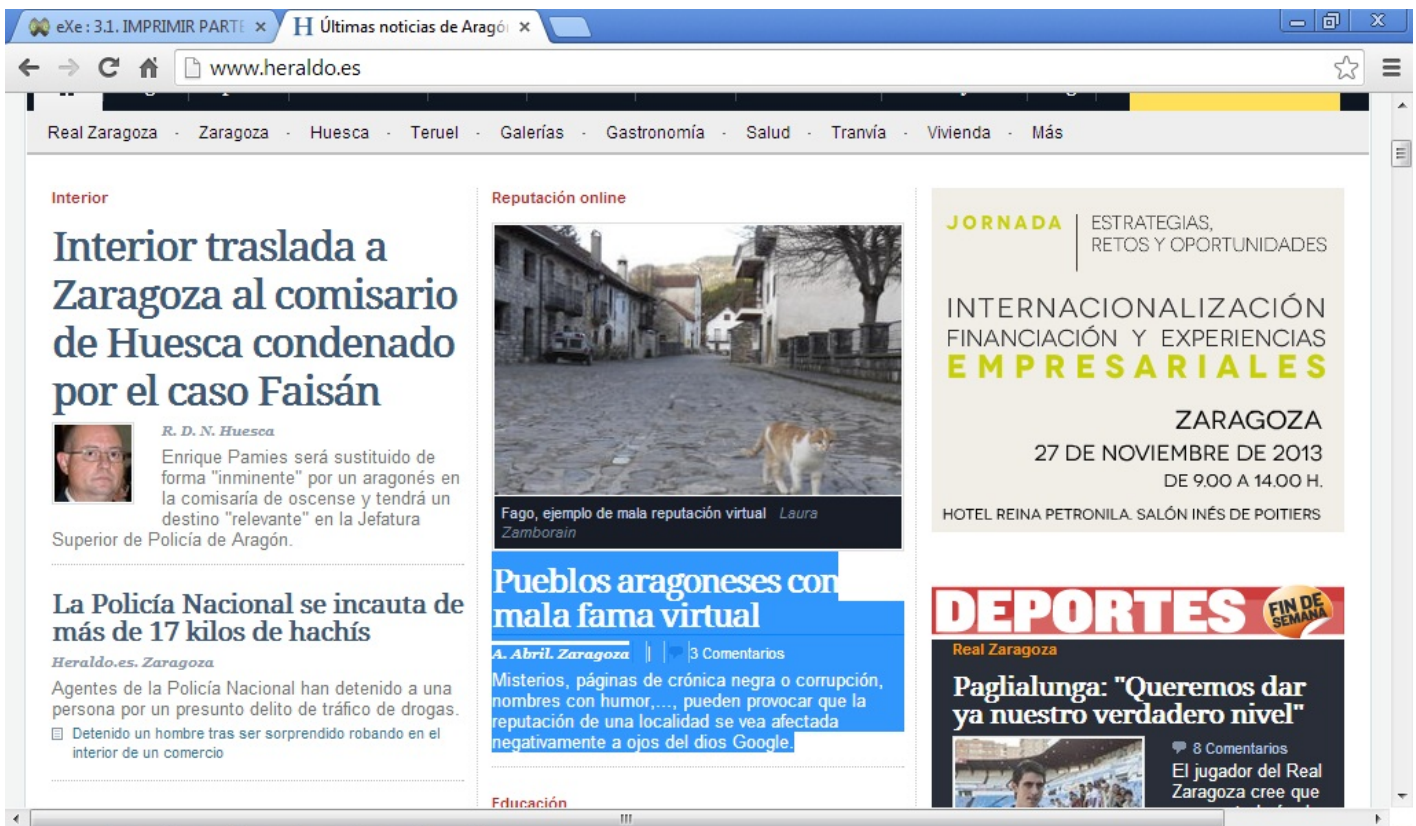 eXe : 3.1. IMPRIMIR PARTE
H Últimas noticias de Aragó
www.heraldo.es
Real Zaragoza · Zaragoza · Huesca · Teruel · Galerías · Gastronomía · Salud · Tranvía · Vivienda · Más
Interior
Interior traslada a
Zaragoza al comisario
de Huesca condenado
por el caso Faisán
R. D. N. Huesca
Enrique Pamies será sustituido de
forma "inminente" por un aragonés en
la comisaría de oscense y tendrá un
destino "relevante" en la Jefatura
Superior de Policía de Aragón.
La Policía Nacional se incauta de
más de 17 kilos de hachís
Heraldo.es. Zaragoza
Agentes de la Policía Nacional han detenido a una
persona por un presunto delito de tráfico de drogas.
Detenido un hombre tras ser sorprendido robando en el
interior de un comercio
Reputación online
Fago, ejemplo de mala reputación virtual Laura
Zamborain
Pueblos aragoneses con
mala fama virtual
A. Abril. Zaragoza | | 3 Comentarios
Misterios, páginas de crónica negra o corrupción,
nombres con humor,..., pueden provocar que la
reputación de una localidad se vea afectada
negativamente a ojos del dios Google.
Educación
JORNADA | ESTRATEGIAS,
RETOS Y OPORTUNIDADES
INTERNACIONALIZACIÓN
FINANCIACIÓN Y EXPERIENCIAS
EMPRESARIALES
ZARAGOZA
27 DE NOVIEMBRE DE 2013
DE 9.00 A 14.00 H.
HOTEL REINA PETRONILA. SALÓN INÉS DE POITIERS
DEPORTES FIN DE
SEMANA
Real Zaragoza
Paglialunga: "Queremos dar
ya nuestro verdadero nivel"
8 Comentarios
El jugador del Real
Zaragoza cree que